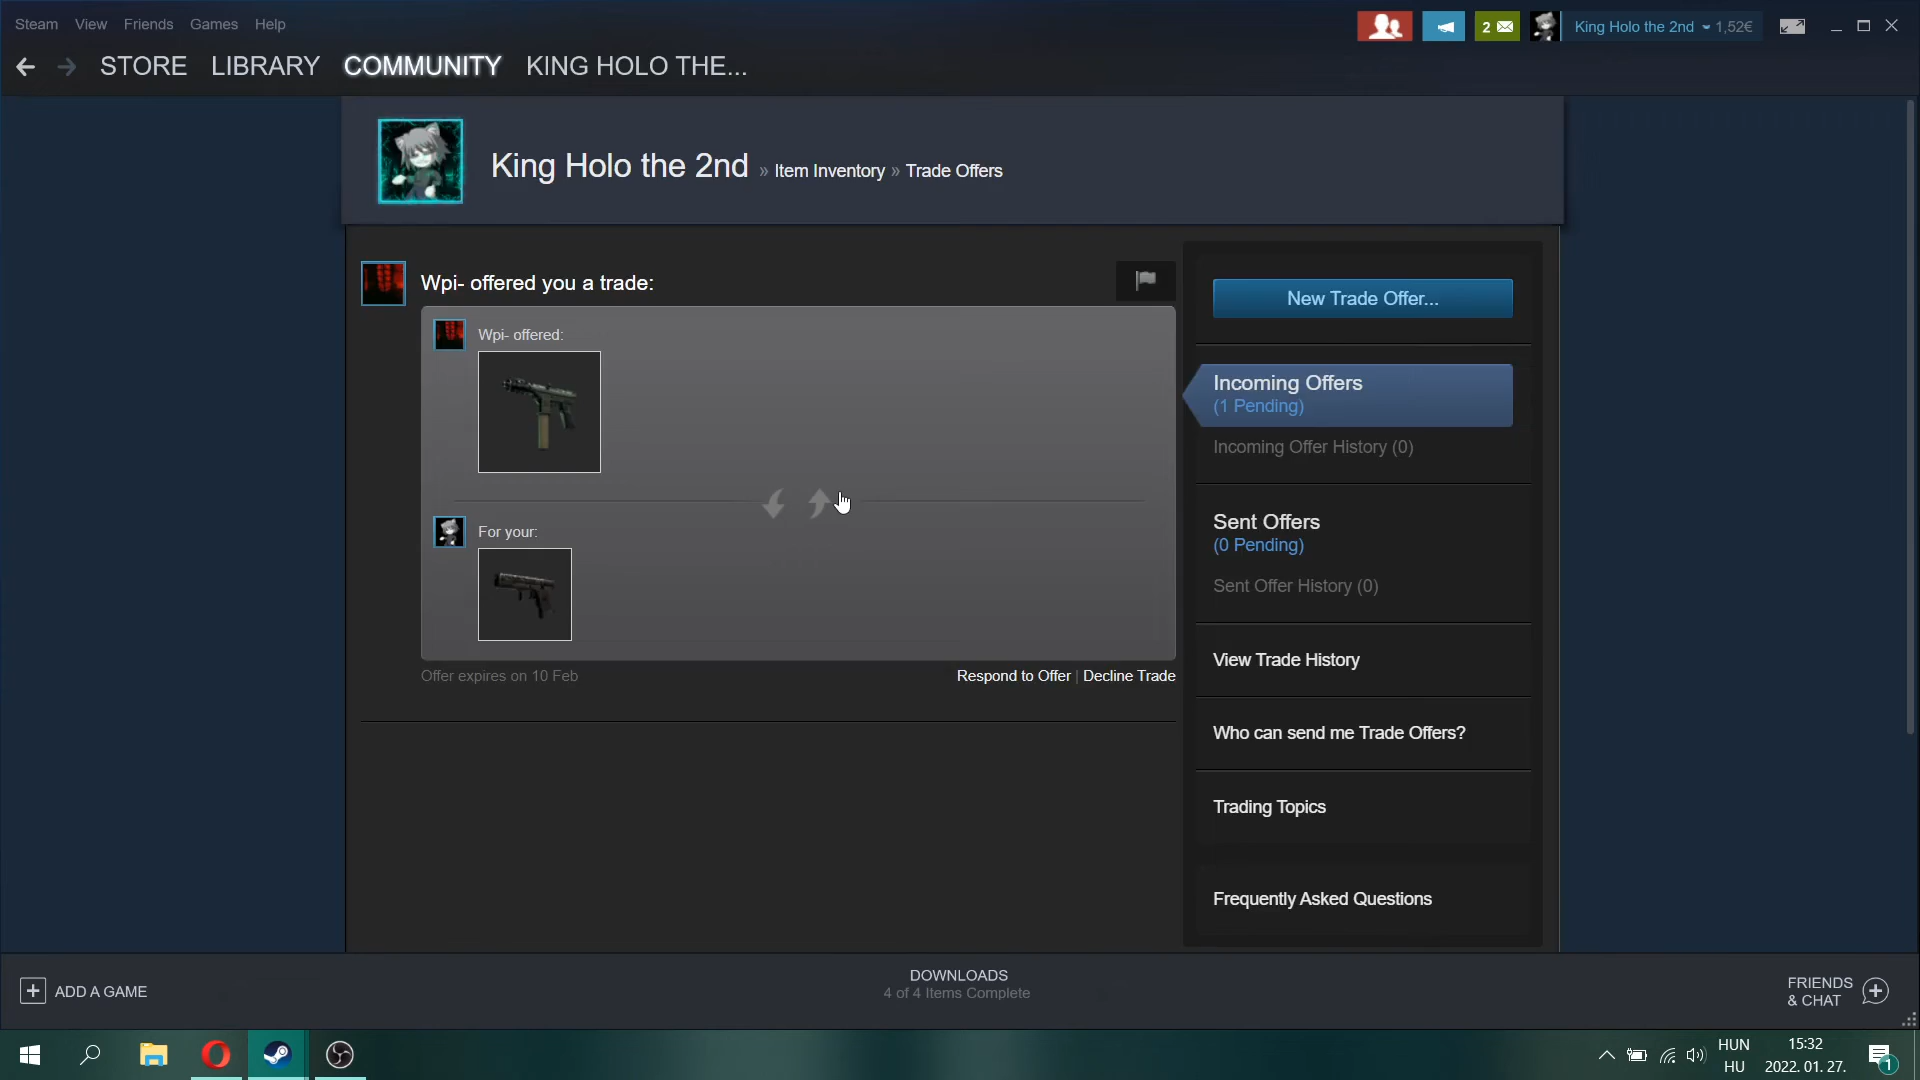 Steam View Friends Games Help
2 King Holo the 2nd 1,52€
STORE LIBRARY COMMUNITY KING HOLO THE...
King Holo the 2nd » Item Inventory » Trade Offers
Wpi- offered you a trade:
Wpi- offered:
For your:
Offer expires on 10 Feb
Respond to Offer | Decline Trade
New Trade Offer...
Incoming Offers
(1 Pending)
Incoming Offer History (0)
Sent Offers
(0 Pending)
Sent Offer History (0)
View Trade History
Who can send me Trade Offers?
Trading Topics
Frequently Asked Questions
ADD A GAME
DOWNLOADS
4 of 4 Items Complete
FRIENDS
& CHAT
HUN
HU
15:32
2022. 01. 27.
1